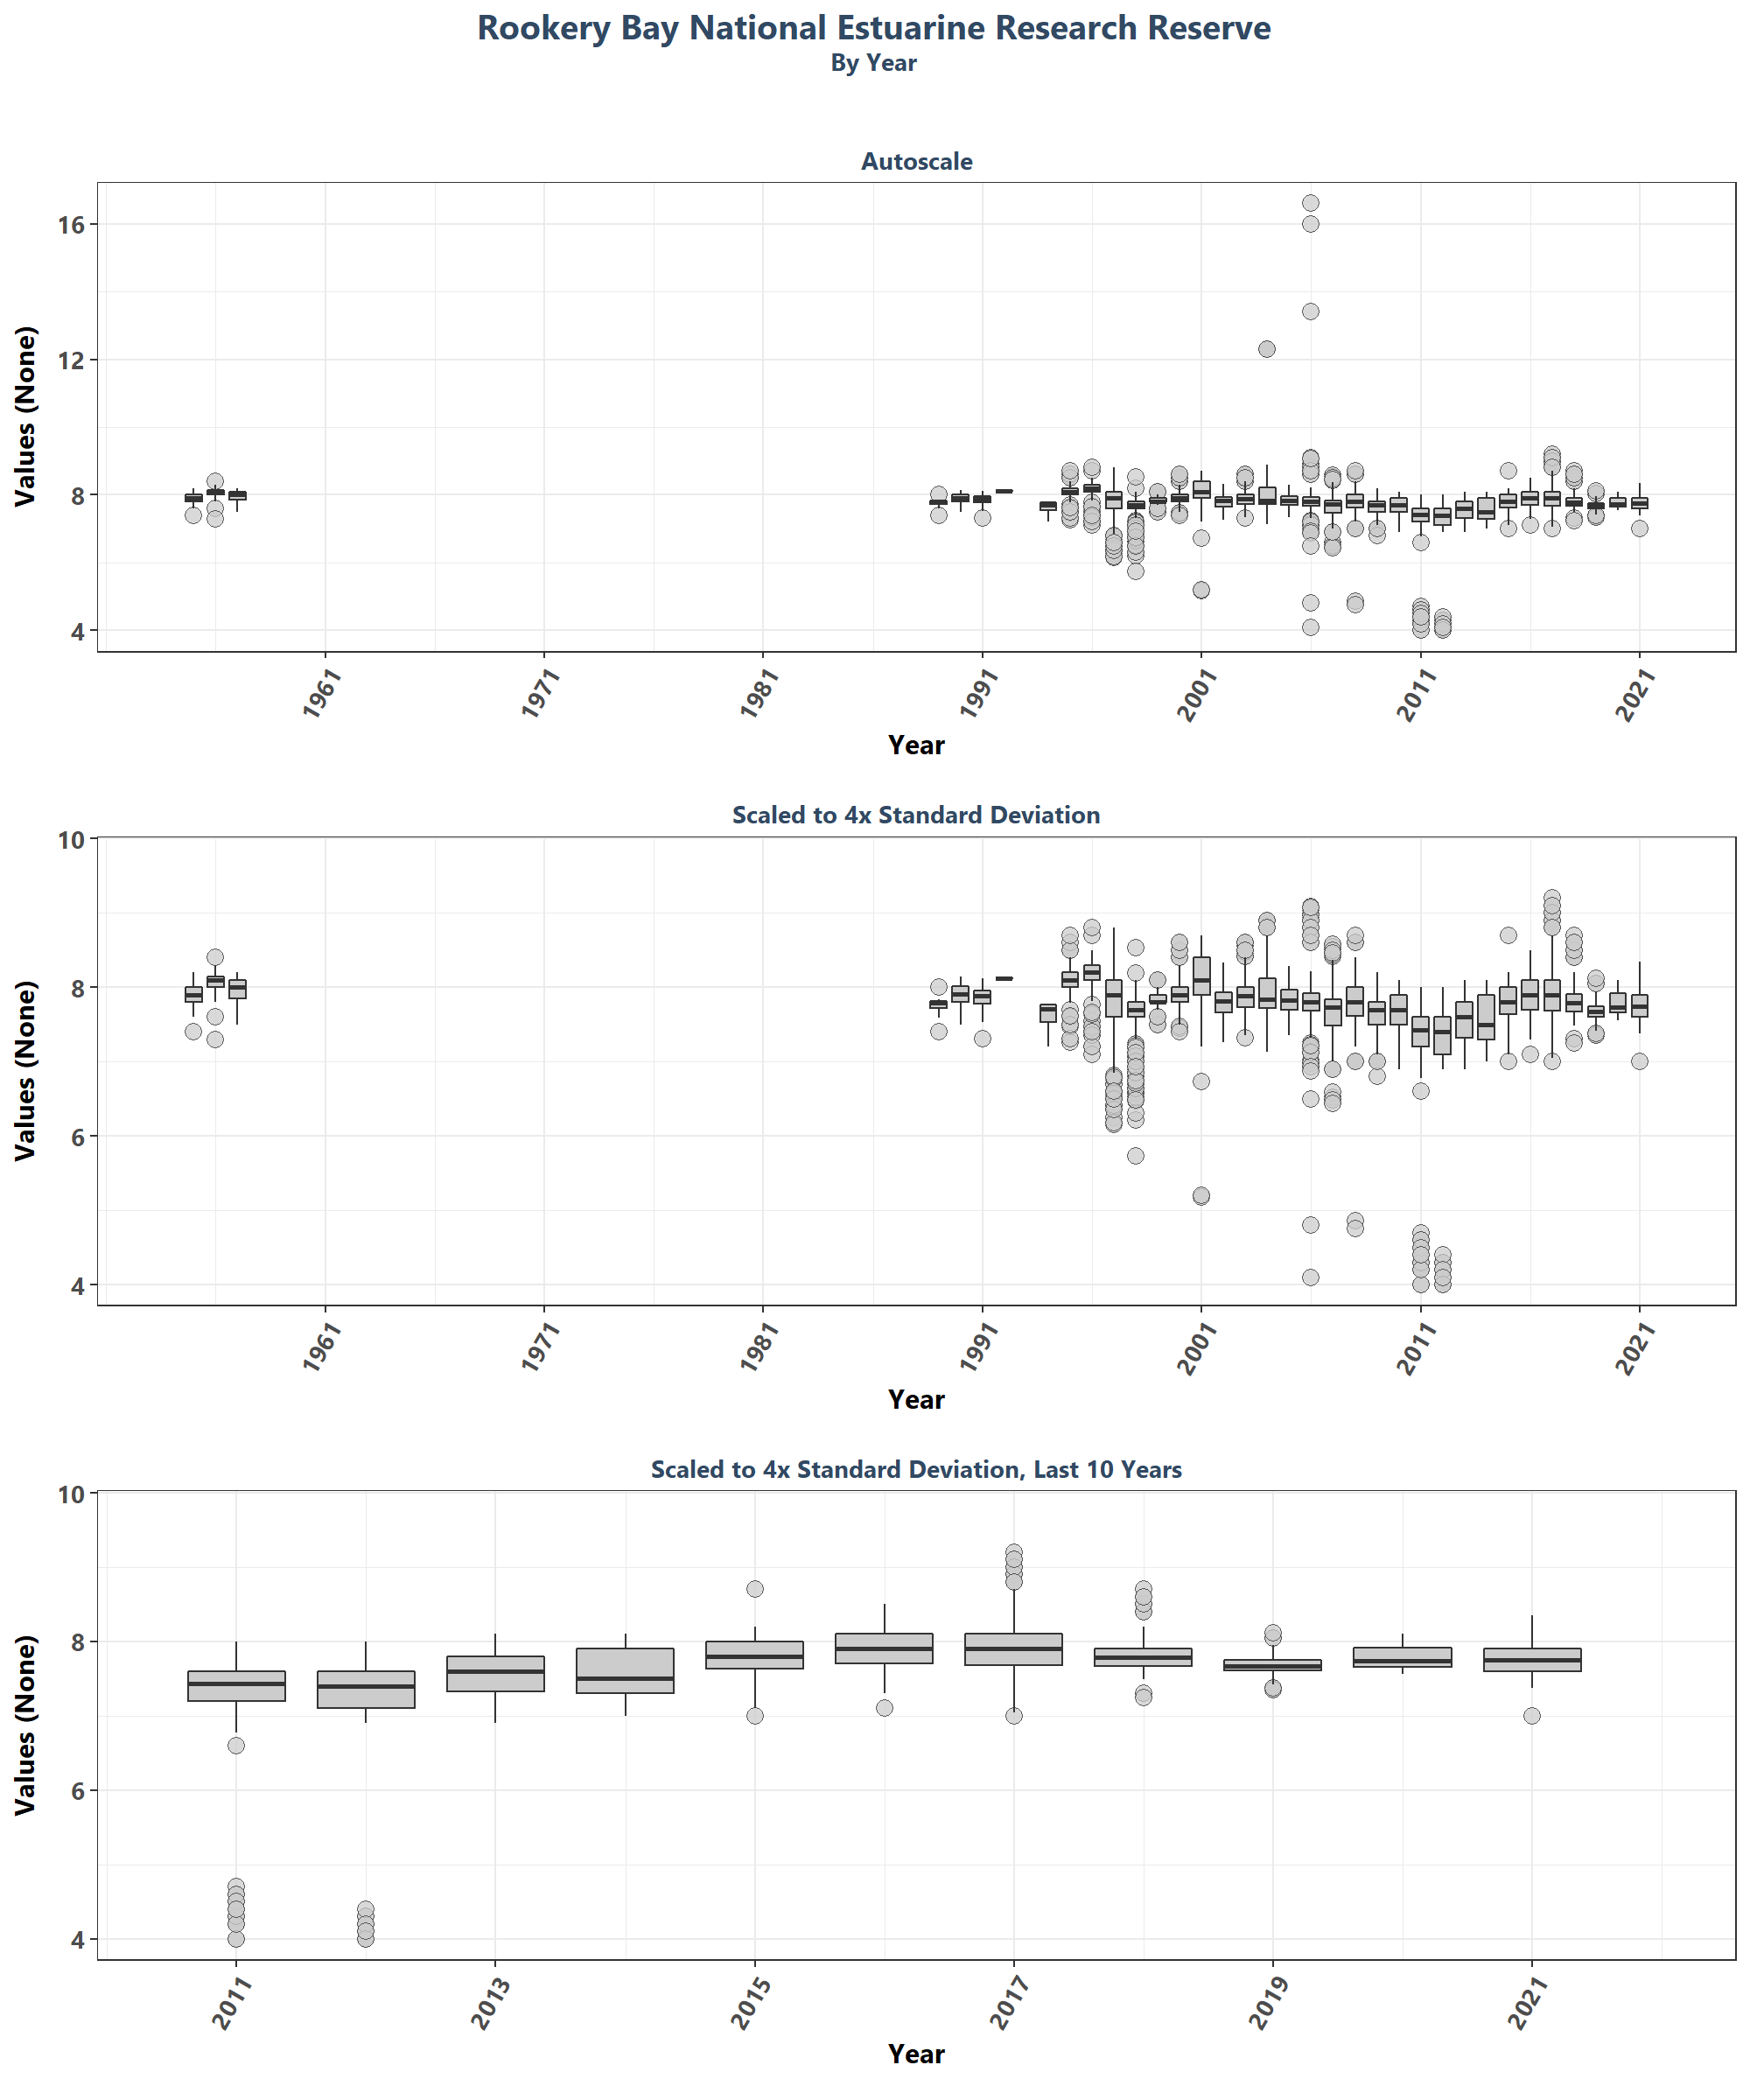 Rookery Bay National Estuarine Research Reserve
By Year
Autoscale
16
12
8
4
Values (None)
1961
1971
1981
1991
2001
2011
2021
Year
Scaled to 4x Standard Deviation
10
8
6
4
Values (None)
1961
1971
1981
1991
2001
2011
2021
Year
Scaled to 4x Standard Deviation, Last 10 Years
10
8
6
4
Values (None)
2011
2013
2015
2017
2019
2021
Year